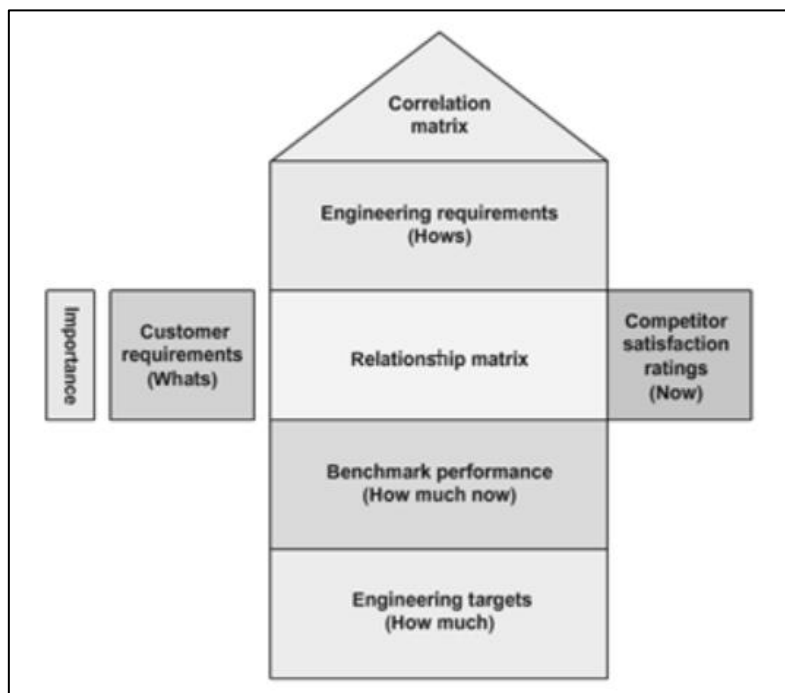 Correlation
matrix
Engineering requirements
(Hows)
Importance
Customer
requirements
(Whats)
Relationship matrix
Competitor
satisfaction
ratings
(Now)
Benchmark performance
(How much now)
Engineering targets
(How much)